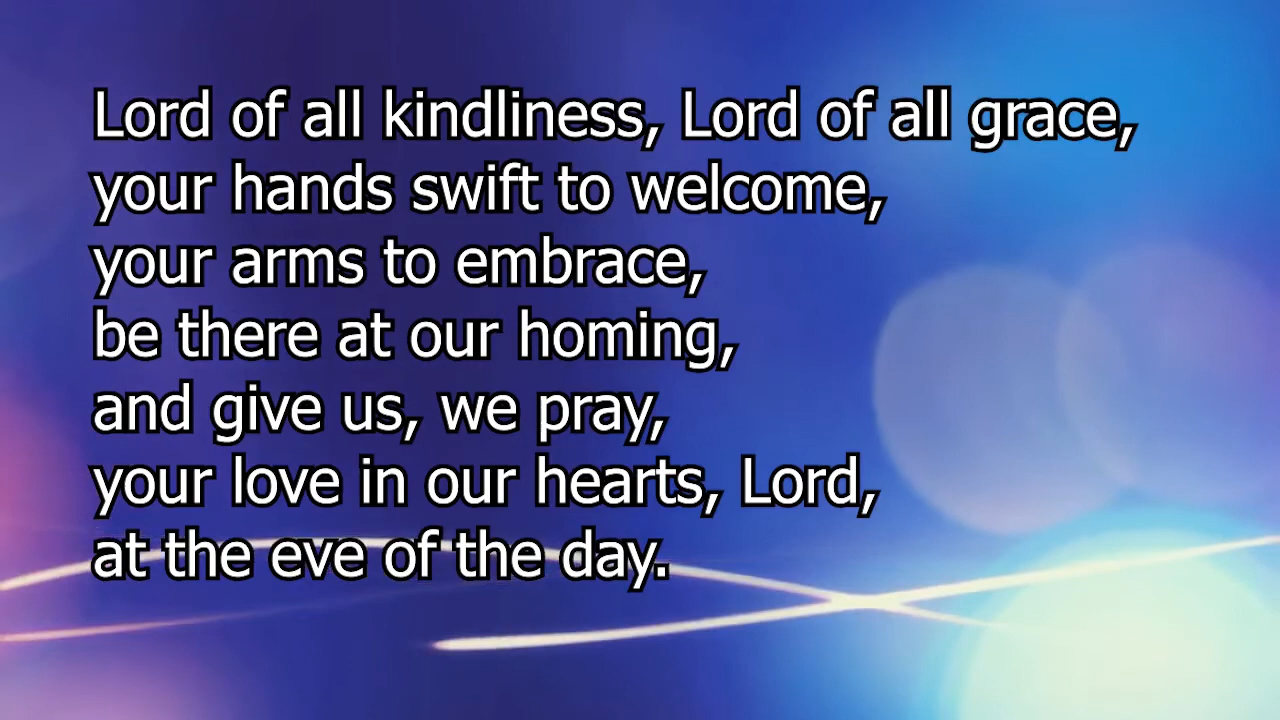 Lord of all kindliness, Lord of all grace,
your hands swift to welcome,
your arms to embrace,
be there at our homing,
and give us, we pray,
your love in our hearts, Lord,
at the eve of the day.